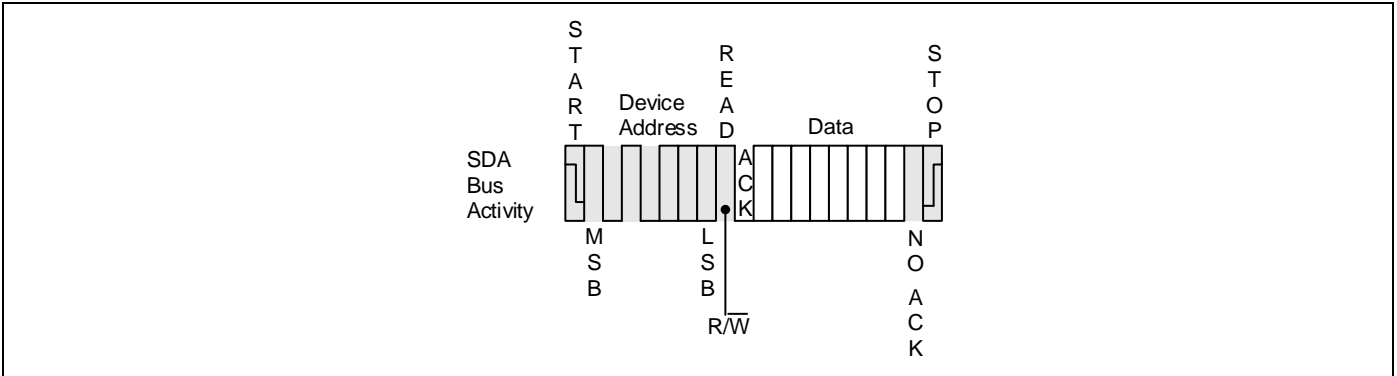 START
READ
STOP
Device
Address
Data
SDA
Bus
Activity
ACK
MSB
LSB
NO ACK
R/W̅